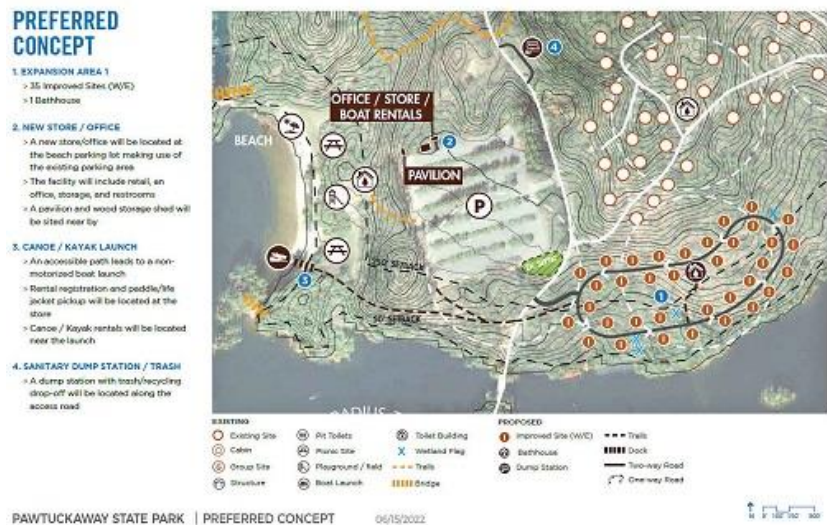 PREFERRED
CONCEPT
1. EXPANSION AREA 1
> 35 Improved Sites (W/E)
> 1 Bathhouse
2. NEW STORE / OFFICE
> A new store/office will be located at
the beach parking lot making use of
the existing parking area
> The facility will include retail, an
office, storage, and restrooms
> A pavilion and wood storage shed will
be sited near by
3. CANOE / KAYAK LAUNCH
> An accessible path leads to a non-
motorized boat launch
> Rental registration and paddle/life
jacket pickup will be located at the
store
> Canoe / Kayak rentals will be located
near the launch
4. SANITARY DUMP STATION / TRASH
> A dump station with trash/recycling
drop-off will be located along the
access road
OFFICE / STORE /
BOAT RENTALS
BEACH
PAVILION
P
1
2
3
4
SETBACK
50' SETBACK
EXISTING
Existing Site
Cabin
Group Site
Structure
Pit Toilets
Picnic Site
Playground / field
Boat Launch
Toilet Building
Wetland Flag
Trails
Bridge
PROPOSED
Improved Site (W/E)
Bathhouse
Dump Station
Trails
Dock
Two-way Road
One-way Road
PAWTUCKAWAY STATE PARK | PREFERRED CONCEPT 06/15/2022
N